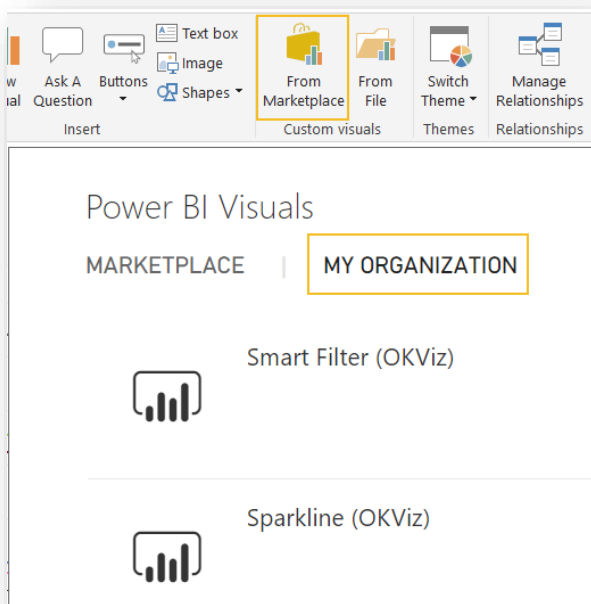 Text box
Image
Shapes
Ask A
Question
Buttons
From
Marketplace
From
File
Switch
Theme
Manage
Relationships
Insert
Custom visuals
Themes
Relationships
Power BI Visuals
MARKETPLACE | MY ORGANIZATION
Smart Filter (OKViz)
Sparkline (OKViz)